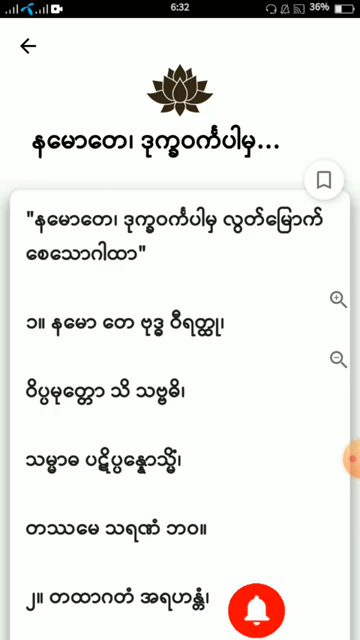 6:32
36%
နမောတေ၊ ဒုက္ခဝင်္ကပါမှ...
"နမောတေ၊ ဒုက္ခဝင်္ကပါမှ လွတ်မြောက်
စေသောဂါထာ"
၁။ နမော တေ ဗုဒ္ဓ ဝီရတ္ထု၊
ဝိပ္ပမုတ္တော သိ သဗ္ဗဓိ၊
သမ္မာဓ ပဋိပ္ပန္နောသ္မိံ၊
တဿမေ သရဏံ ဘဝ။
၂။ တထာဂတံ အရဟန္တံ၊